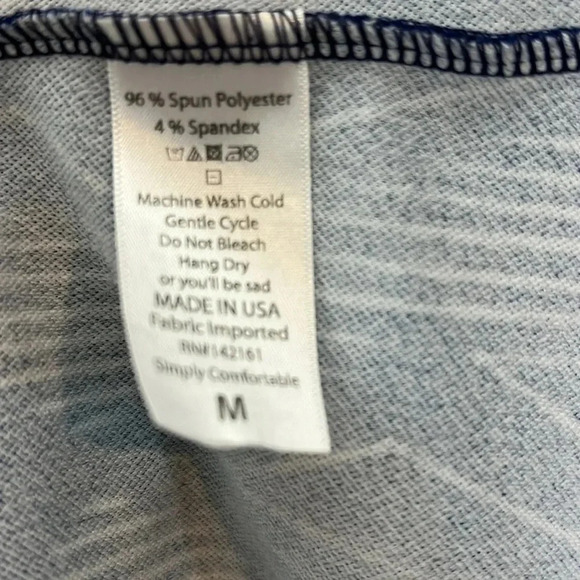 96 % Spun Polyester
4 % Spandex
Machine Wash Cold
Gentle Cycle
Do Not Bleach
Hang Dry
or you'll be sad
MADE IN USA
Fabric Imported
RN#142161
Simply Comfortable
M